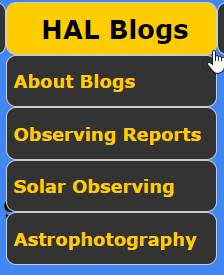 HAL Blogs
About Blogs
Observing Reports
Solar Observing
Astrophotography